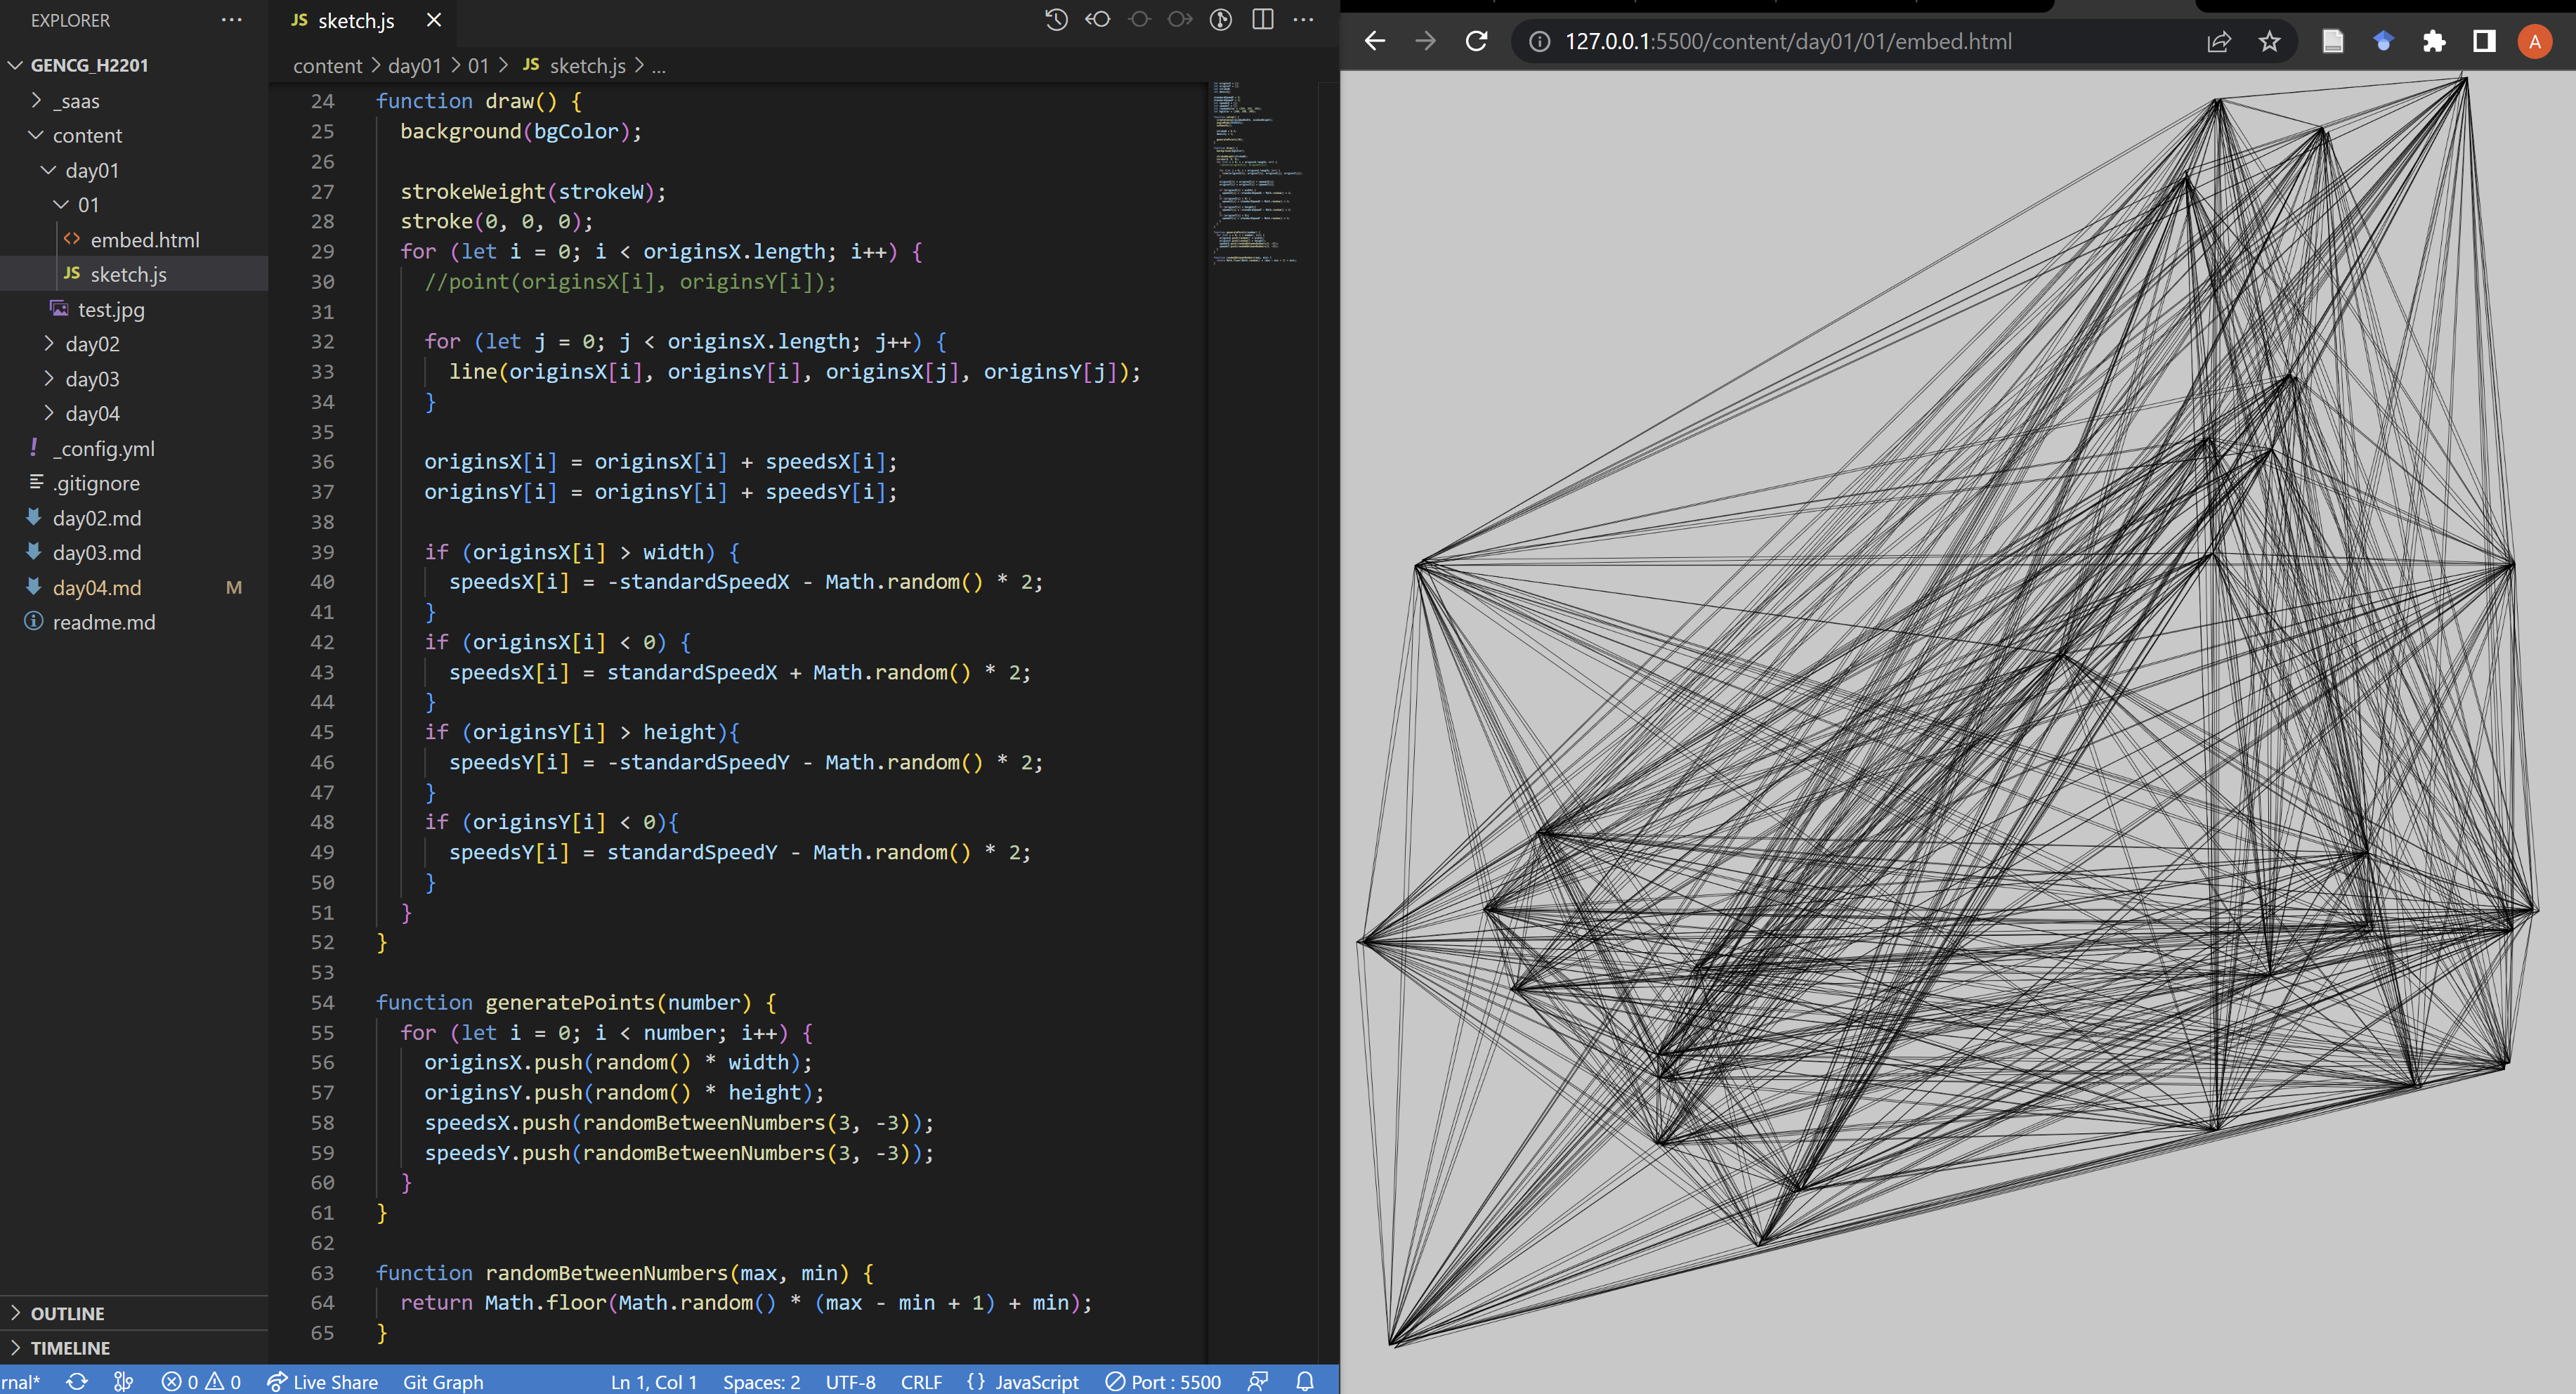 EXPLORER
GENCG_H2201
_saas
content
day01
01
embed.html
JS sketch.js
test.jpg
day02
day03
day04
! _config.yml
.gitignore
day02.md
day03.md
day04.md M
readme.md
OUTLINE
TIMELINE
JS sketch.js
content > day01 > 01 > JS sketch.js > ...
24 function draw() {
25 background(bgColor);
26
27 strokeWeight(strokeW);
28 stroke(0, 0, 0);
29 for (let i = 0; i < originsX.length; i++) {
30 //point(originsX[i], originsY[i]);
31
32 for (let j = 0; j < originsX.length; j++) {
33 line(originsX[i], originsY[i], originsX[j], originsY[j]);
34 }
35
36 originsX[i] = originsX[i] + speedsX[i];
37 originsY[i] = originsY[i] + speedsY[i];
38
39 if (originsX[i] > width) {
40 speedsX[i] = -standardSpeedX - Math.random() * 2;
41 }
42 if (originsX[i] < 0) {
43 speedsX[i] = standardSpeedX + Math.random() * 2;
44 }
45 if (originsY[i] > height){
46 speedsY[i] = -standardSpeedY - Math.random() * 2;
47 }
48 if (originsY[i] < 0){
49 speedsY[i] = standardSpeedY - Math.random() * 2;
50 }
51 }
52 }
53
54 function generatePoints(number) {
55 for (let i = 0; i < number; i++) {
56 originsX.push(random() * width);
57 originsY.push(random() * height);
58 speedsX.push(randomBetweenNumbers(3, -3));
59 speedsY.push(randomBetweenNumbers(3, -3));
60 }
61 }
62
63 function randomBetweenNumbers(max, min) {
64 return Math.floor(Math.random() * (max - min + 1) + min);
65 }
rnal* 0 0 Live Share Git Graph Ln 1, Col 1 Spaces: 2 UTF-8 CRLF {} JavaScript Port : 5500
127.0.0.1:5500/content/day01/01/embed.html
A